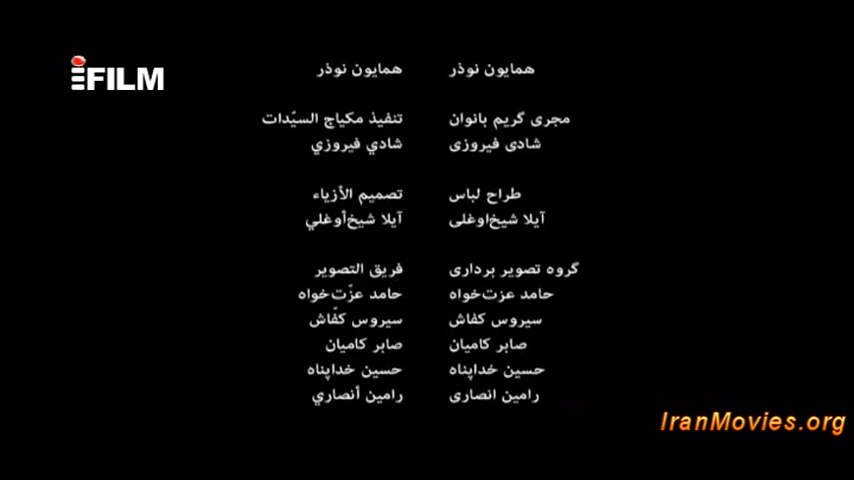 iFILM
همایون نوذر
همايون نوذر
مجری گریم بانوان
تنفيذ مكياج السيّدات
شادی فیروزی
شادي فيروزي
طراح لباس
تصميم الأزياء
آیلا شیخ‌اوغلی
آيلا شيخ‌أوغلي
گروه تصویر برداری
فريق التصوير
حامد عزت‌خواه
حامد عزّت‌خواه
سیروس کفاش
سيروس كفّاش
صابر کامیان
صابر كاميان
حسین خداپناه
حسين خداپناه
رامین انصاری
رامين أنصاري
IranMovies.org